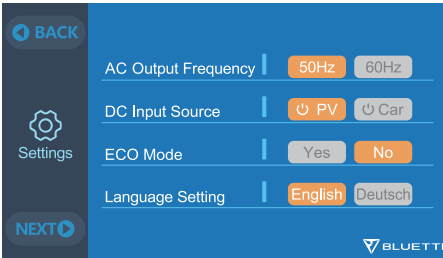 BACK
AC Output Frequency 50Hz 60Hz
DC Input Source PV Car
Settings
ECO Mode Yes No
Language Setting English Deutsch
NEXT
BLUETTI